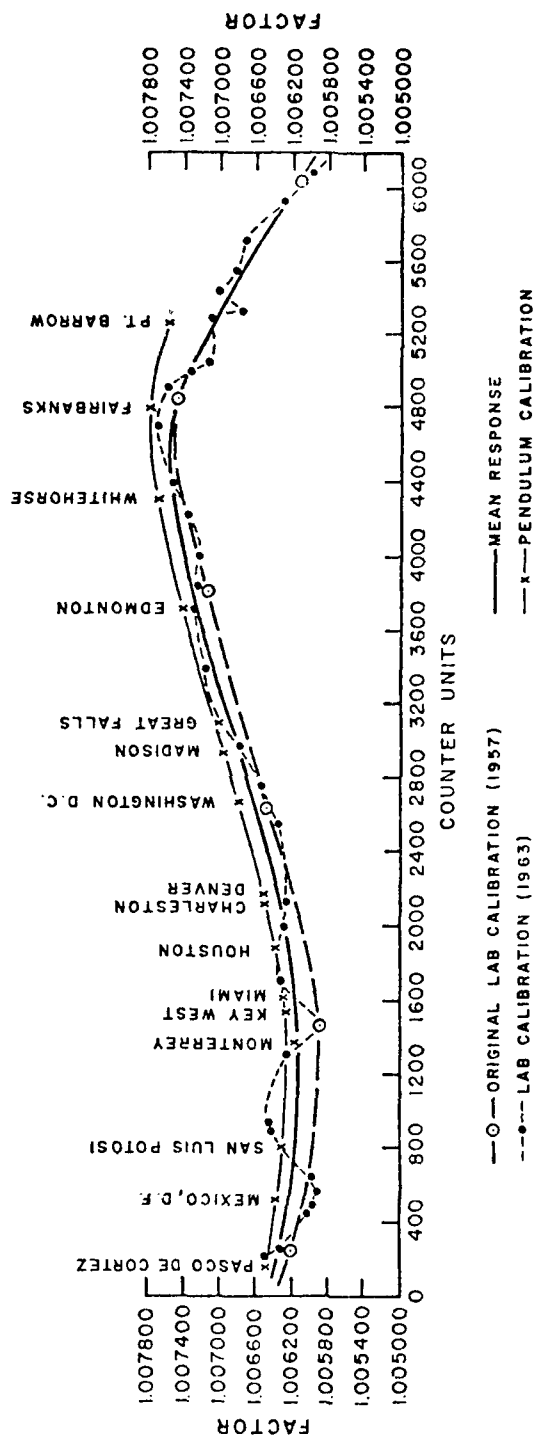 FACTOR
1.007800
1.007400
1.007000
1.006600
1.006200
1.005800
1.005400
1.005000
PASCO DE CORTEZ
MEXICO, D.F.
SAN LUIS POTOSI
MONTERREY
KEY WEST
MIAMI
HOUSTON
CHARLESTON
DENVER
WASHINGTON D.C.
MADISON
GREAT FALLS
EDMONTON
WHITEHORSE
FAIRBANKS
PT. BARROW
FACTOR
1.007800
1.007400
1.007000
1.006600
1.006200
1.005800
1.005400
1.005000
0 400 800 1200 1600 2000 2400 2800 3200 3600 4000 4400 4800 5200 5600 6000
COUNTER UNITS
ORIGINAL LAB CALIBRATION (1957)
MEAN RESPONSE
LAB CALIBRATION (1963)
PENDULUM CALIBRATION